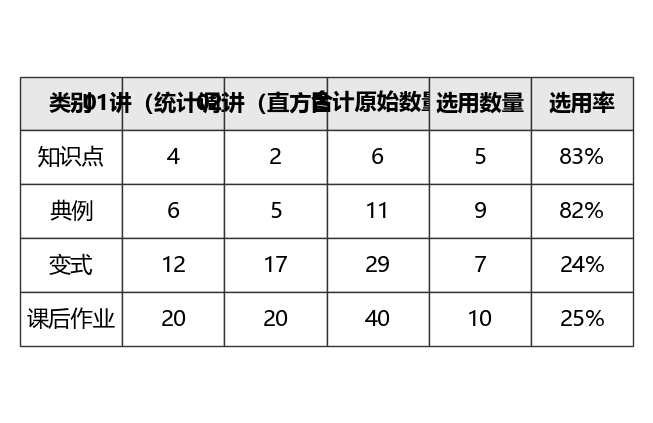 类别 01讲（统计调 02讲（直方图 合计原始数量 选用数量 选用率
知识点 4 2 6 5 83%
典例 6 5 11 9 82%
变式 12 17 29 7 24%
课后作业 20 20 40 10 25%